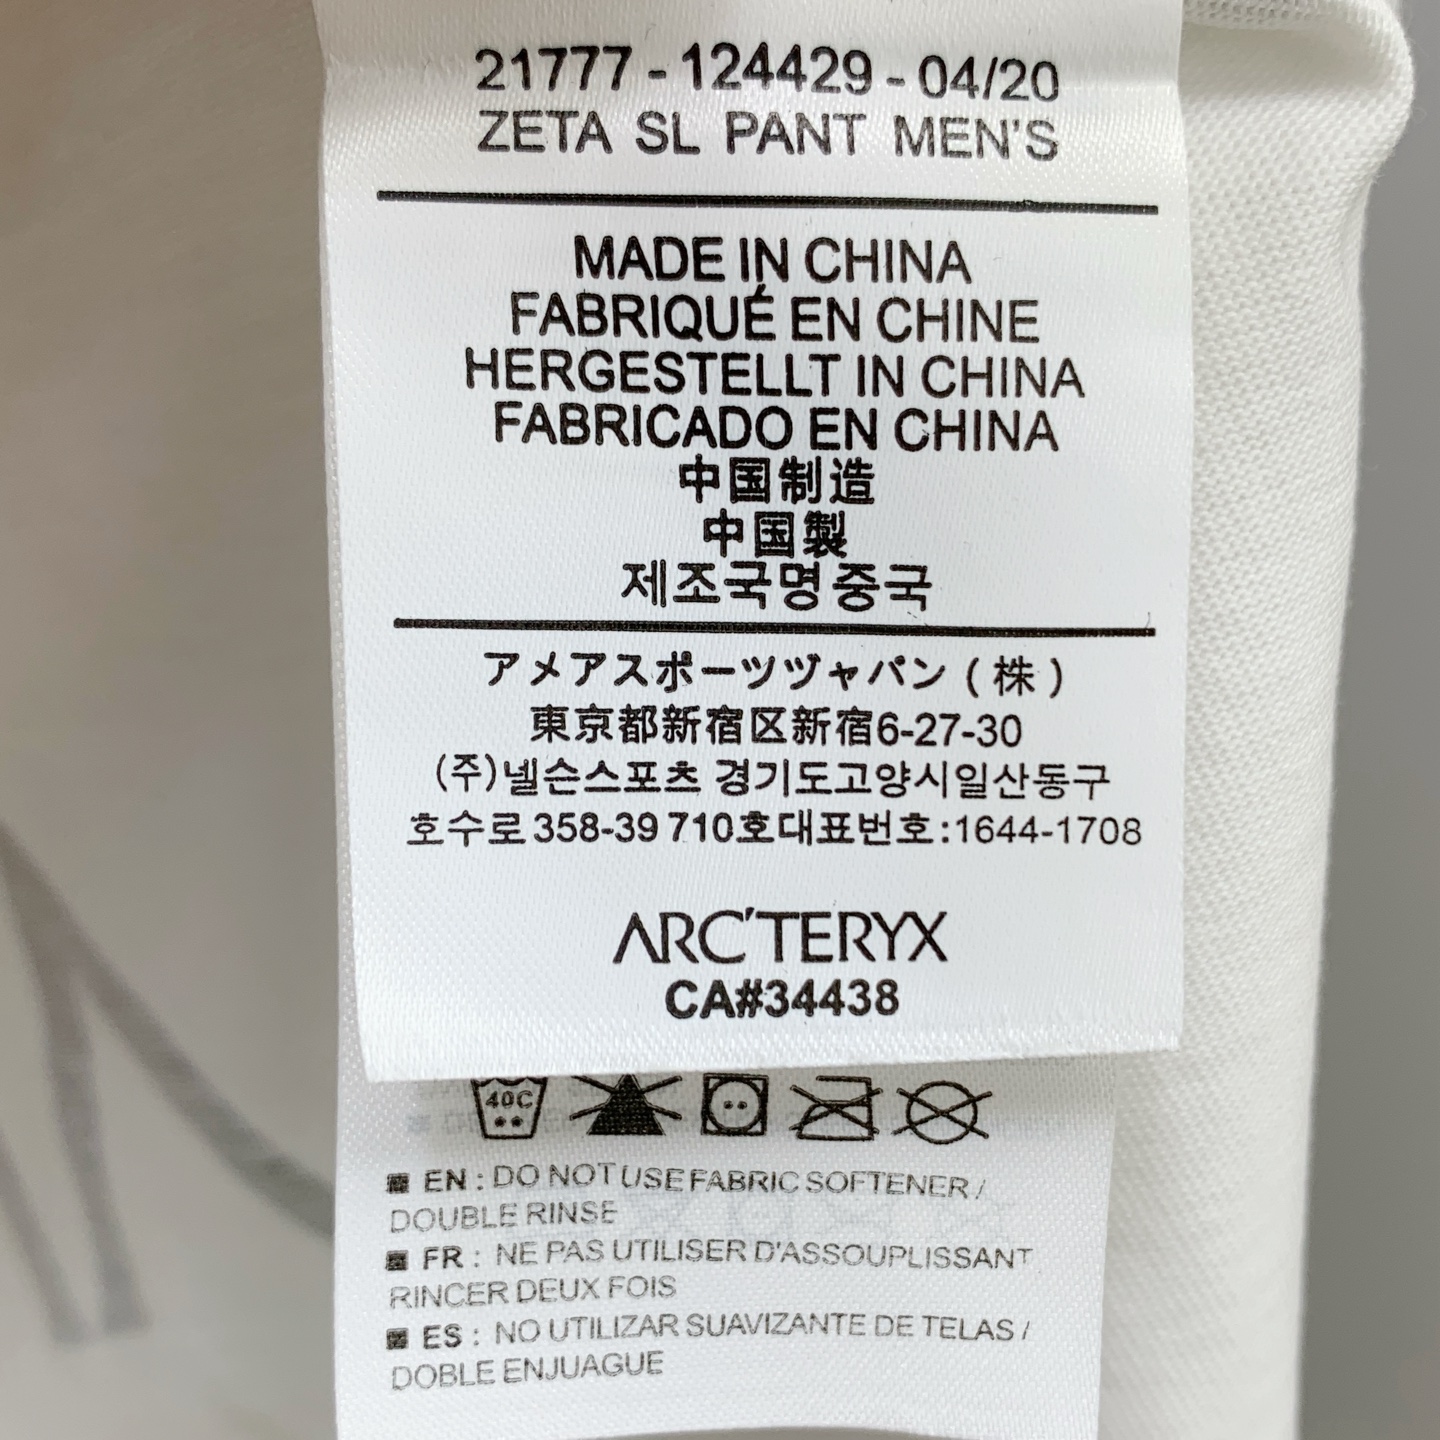 21777 - 124429 - 04/20
ZETA SL PANT MEN'S
MADE IN CHINA
FABRIQUÉ EN CHINE
HERGESTELLT IN CHINA
FABRICADO EN CHINA
中国制造
中国製
제조국명중국
アメアスポーツヅャパン (株)
東京都新宿区新宿6-27-30
(주)넬슨스포츠 경기도고양시일산동구
호수로358-39 710호대표번호:1644-1708
ARC'TERYX
CA#34438
40C
EN : DO NOT USE FABRIC SOFTENER /
DOUBLE RINSE
FR : NE PAS UTILISER D'ASSOUPLISSANT
RINCER DEUX FOIS
ES : NO UTILIZAR SUAVIZANTE DE TELAS /
DOBLE ENJUAGUE